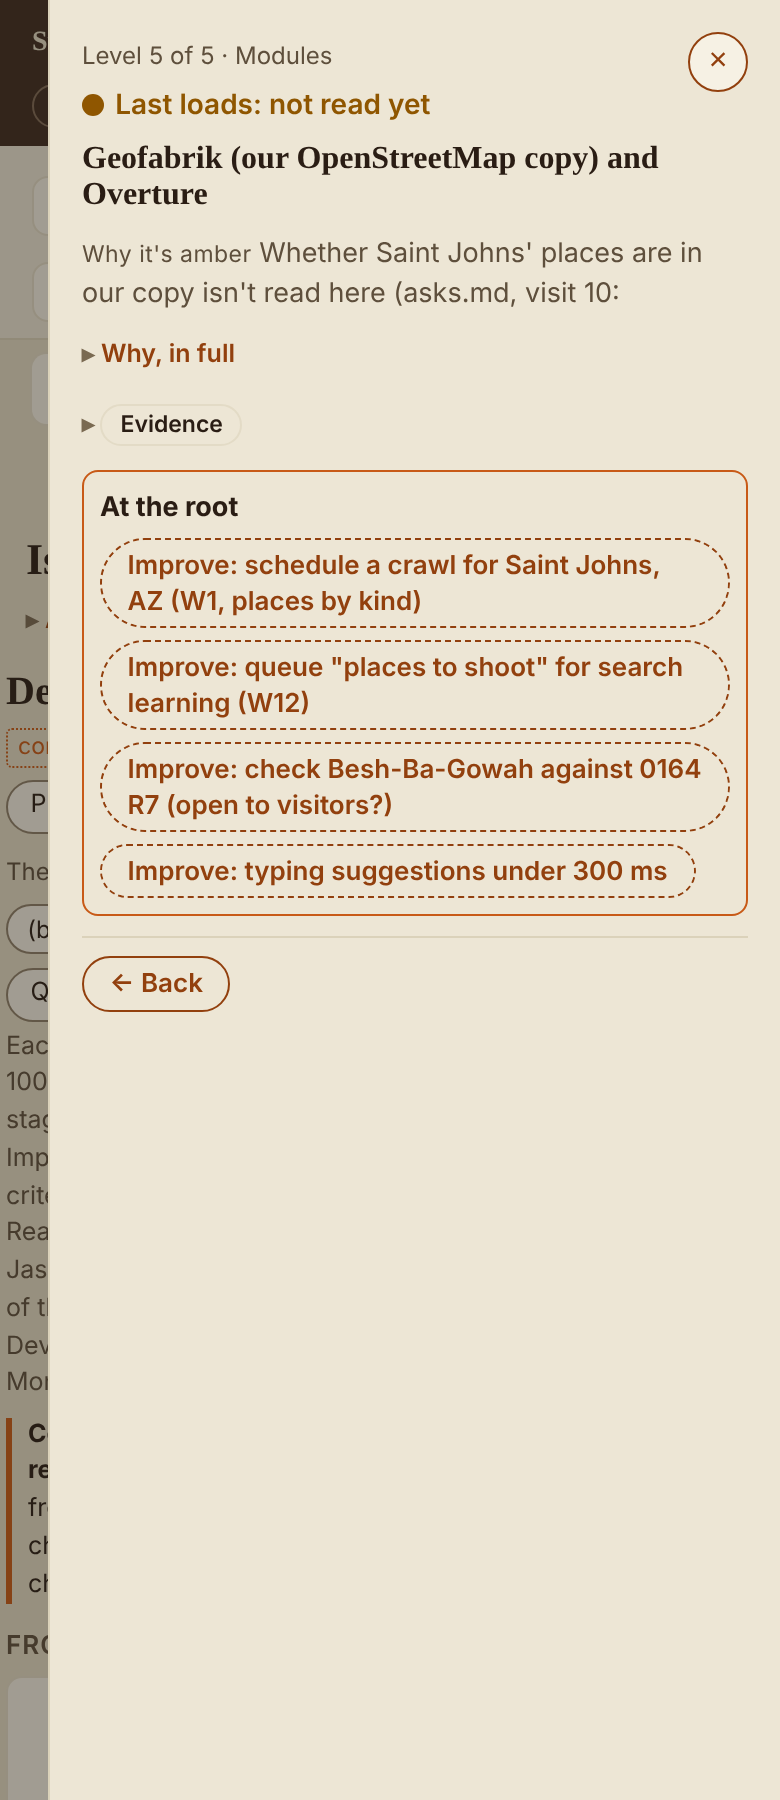 Level 5 of 5 · Modules
×
Last loads: not read yet
Geofabrik (our OpenStreetMap copy) and
Overture
Why it's amber Whether Saint Johns' places are in
our copy isn't read here (asks.md, visit 10:
▸ Why, in full
▸ Evidence
At the root
Improve: schedule a crawl for Saint Johns,
AZ (W1, places by kind)
Improve: queue "places to shoot" for search
learning (W12)
Improve: check Besh-Ba-Gowah against 0164
R7 (open to visitors?)
Improve: typing suggestions under 300 ms
← Back
The
100
of